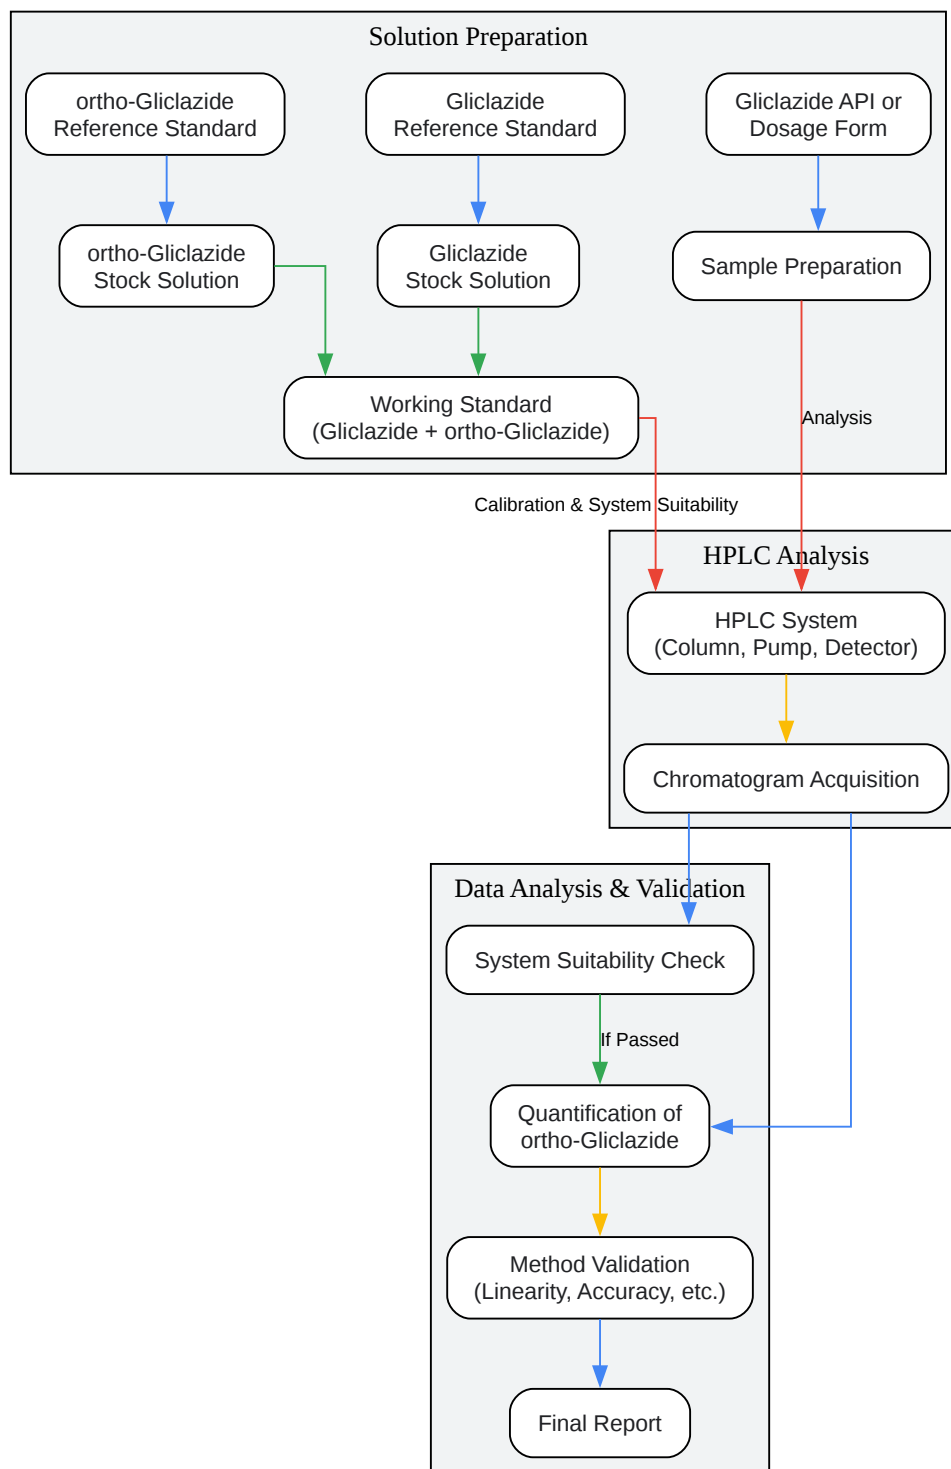 Solution Preparation
ortho-Gliclazide
Reference Standard
Gliclazide
Reference Standard
Gliclazide API or
Dosage Form
ortho-Gliclazide
Stock Solution
Gliclazide
Stock Solution
Sample Preparation
Working Standard
(Gliclazide + ortho-Gliclazide)
Analysis
Calibration & System Suitability
HPLC Analysis
HPLC System
(Column, Pump, Detector)
Chromatogram Acquisition
Data Analysis & Validation
System Suitability Check
If Passed
Quantification of
ortho-Gliclazide
Method Validation
(Linearity, Accuracy, etc.)
Final Report